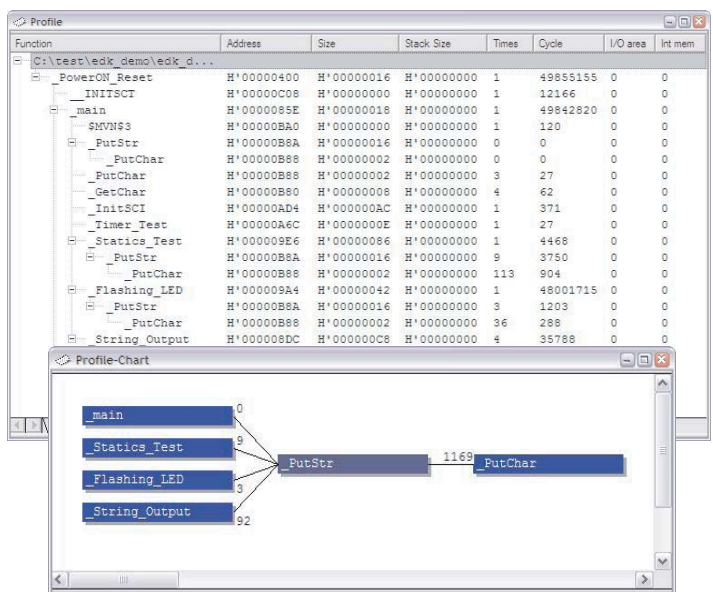 Profile
Function Address Size Stack Size Times Cycle I/O area Int mem
C:\test\edk_demo\edk_d...
_PowerON_Reset H'00000400 H'00000016 H'00000000 1 49855155 0 0
__INITSCT H'00000C08 H'00000000 H'00000000 1 12166 0 0
_main H'0000085E H'00000018 H'00000000 1 49842820 0 0
$MVN$3 H'00000BA0 H'00000000 H'00000000 1 120 0 0
_PutStr H'00000B8A H'00000016 H'00000000 0 0 0 0
_PutChar H'00000B88 H'00000002 H'00000000 0 0 0 0
_PutChar H'00000B88 H'00000002 H'00000000 3 27 0 0
_GetChar H'00000B80 H'00000008 H'00000000 4 62 0 0
_InitSCI H'00000AD4 H'000000AC H'00000000 1 371 0 0
_Timer_Test H'00000A6C H'0000000E H'00000000 1 27 0 0
_Statics_Test H'000009E6 H'00000086 H'00000000 1 4468 0 0
_PutStr H'00000B8A H'00000016 H'00000000 9 3750 0 0
_PutChar H'00000B88 H'00000002 H'00000000 113 904 0 0
_Flashing_LED H'000009A4 H'00000042 H'00000000 1 48001715 0 0
_PutStr H'00000B8A H'00000016 H'00000000 3 1203 0 0
_PutChar H'00000B88 H'00000002 H'00000000 36 288 0 0
_String_Output H'000008DC H'000000C8 H'00000000 4 35788 0 0
Profile-Chart
_main 0
_Statics_Test 9
_PutStr 1169 _PutChar
_Flashing_LED 3
_String_Output 92